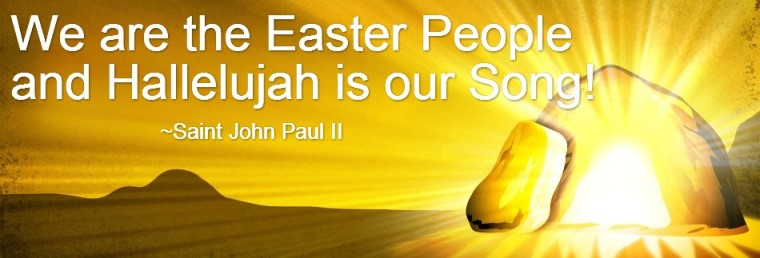 We are the Easter People
and Hallelujah is our Song!
~Saint John Paul II